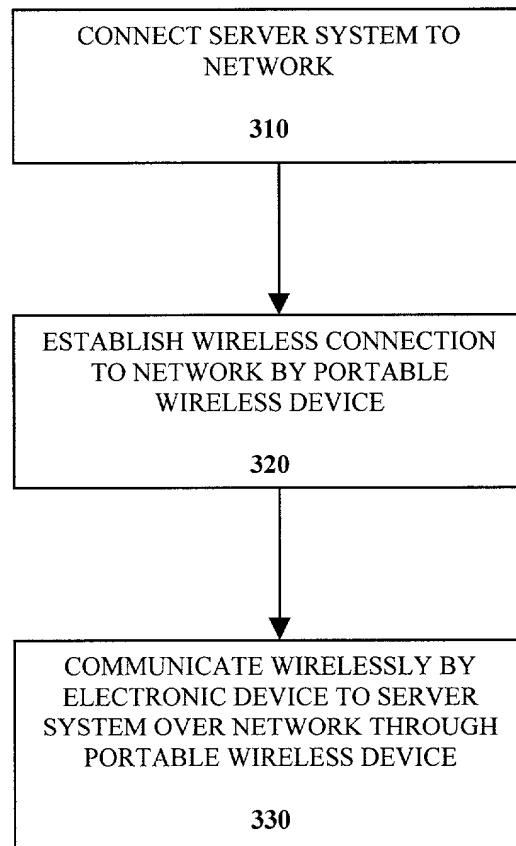 CONNECT SERVER SYSTEM TO
NETWORK
310
ESTABLISH WIRELESS CONNECTION
TO NETWORK BY PORTABLE
WIRELESS DEVICE
320
COMMUNICATE WIRELESSLY BY
ELECTRONIC DEVICE TO SERVER
SYSTEM OVER NETWORK THROUGH
PORTABLE WIRELESS DEVICE
330